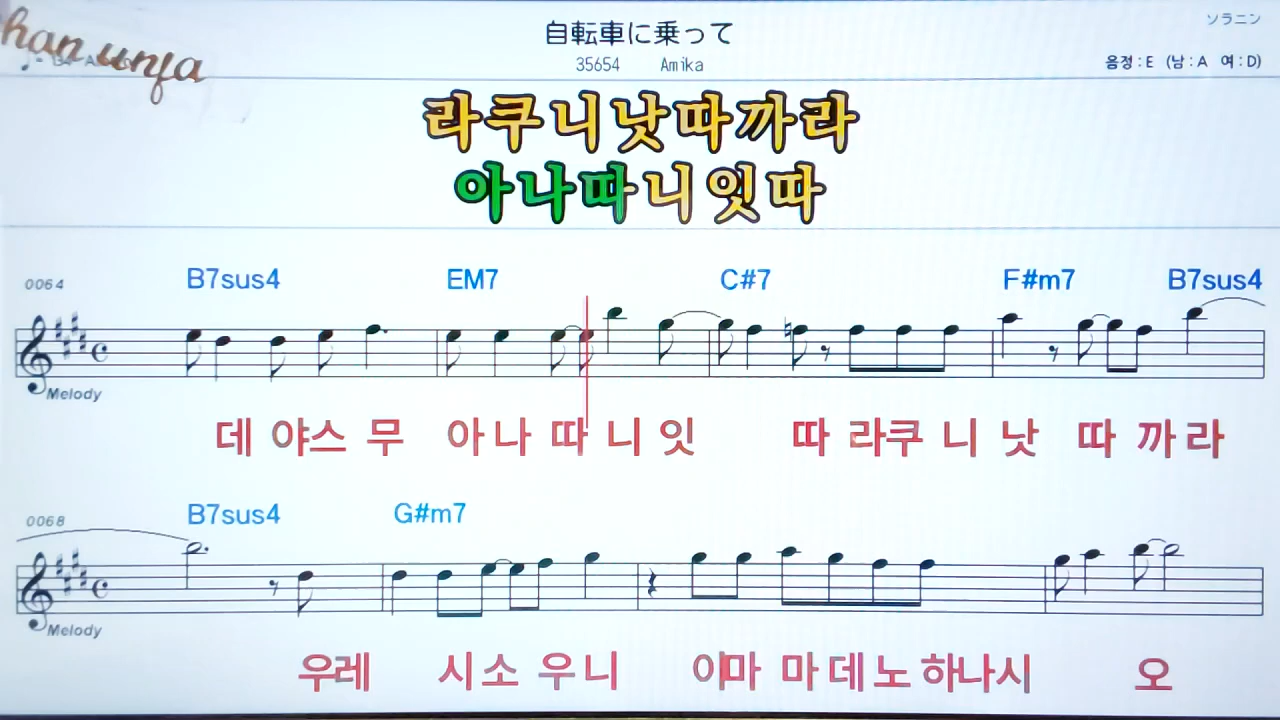 han unja
ソラニン
自転車に乗って
35654 Amika
음정:E (남:A 여:D)
라쿠니낫따까라
아나따니잇따
0064 B7sus4 EM7 C#7 F#m7 B7sus4
Melody
데 야스 무 아나 따 니 잇 따 라쿠 니 낫 따 까 라
0068 B7sus4 G#m7
Melody
우레 시소 우니 이마 마데노 하나시 오